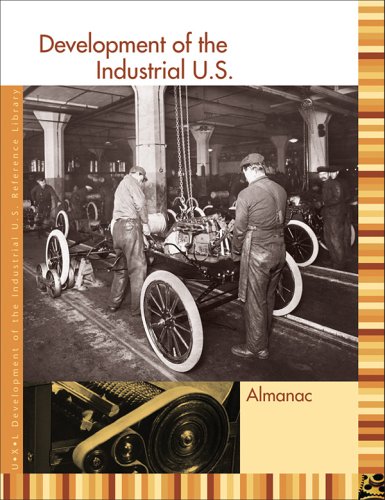 Development of the
Industrial U.S.
U•X•L Development of the Industrial U.S. Reference Library
Almanac